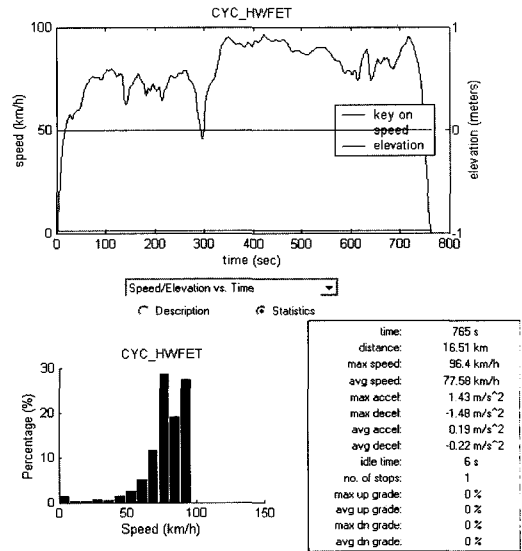 CYC_HWFET
100
50
0
speed (km/h)
1
0
-1
elevation (meters)
key on
speed
elevation
0 100 200 300 400 500 600 700 800
time (sec)
Speed/Elevation vs. Time
Description Statistics
CYC_HWFET
30
20
10
0
Percentage (%)
0 50 100 150
Speed (km/h)
time: 765 s
distance: 16.51 km
max speed: 96.4 km/h
avg speed: 77.58 km/h
max accel: 1.43 m/s^2
max decel: -1.48 m/s^2
avg accel: 0.19 m/s^2
avg decel: -0.22 m/s^2
idle time: 6 s
no. of stops: 1
max up grade: 0 %
avg up grade: 0 %
max dn grade: 0 %
avg dn grade: 0 %